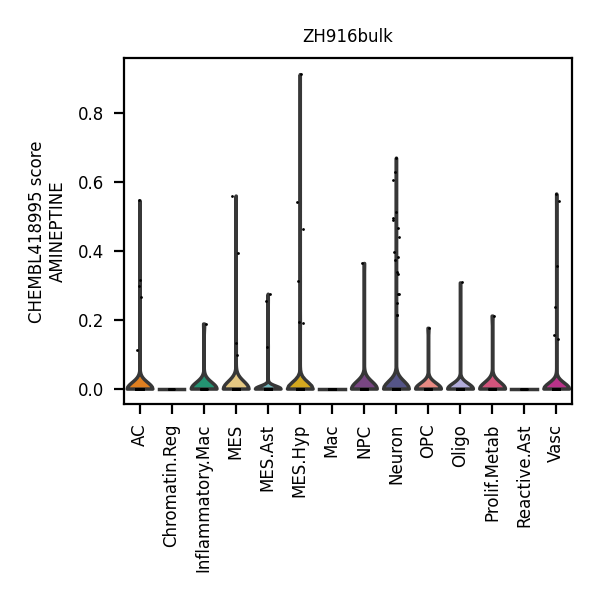 ZH916bulk
CHEMBL418995 score
AMINEPTINE
0.8
0.6
0.4
0.2
0.0
AC
Chromatin.Reg
Inflammatory.Mac
MES
MES.Ast
MES.Hyp
Mac
NPC
Neuron
OPC
Oligo
Prolif.Metab
Reactive.Ast
Vasc